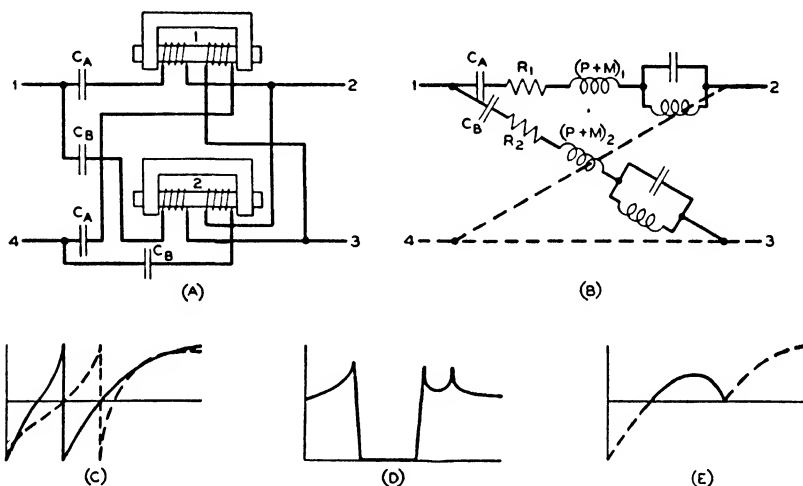 1
C_A
1
2
C_B
2
4
C_A
C_B
3
(A)
1
C_A
R_1
(P+M)_1
2
C_B
R_2
(P+M)_2
4
3
(B)
(C)
(D)
(E)